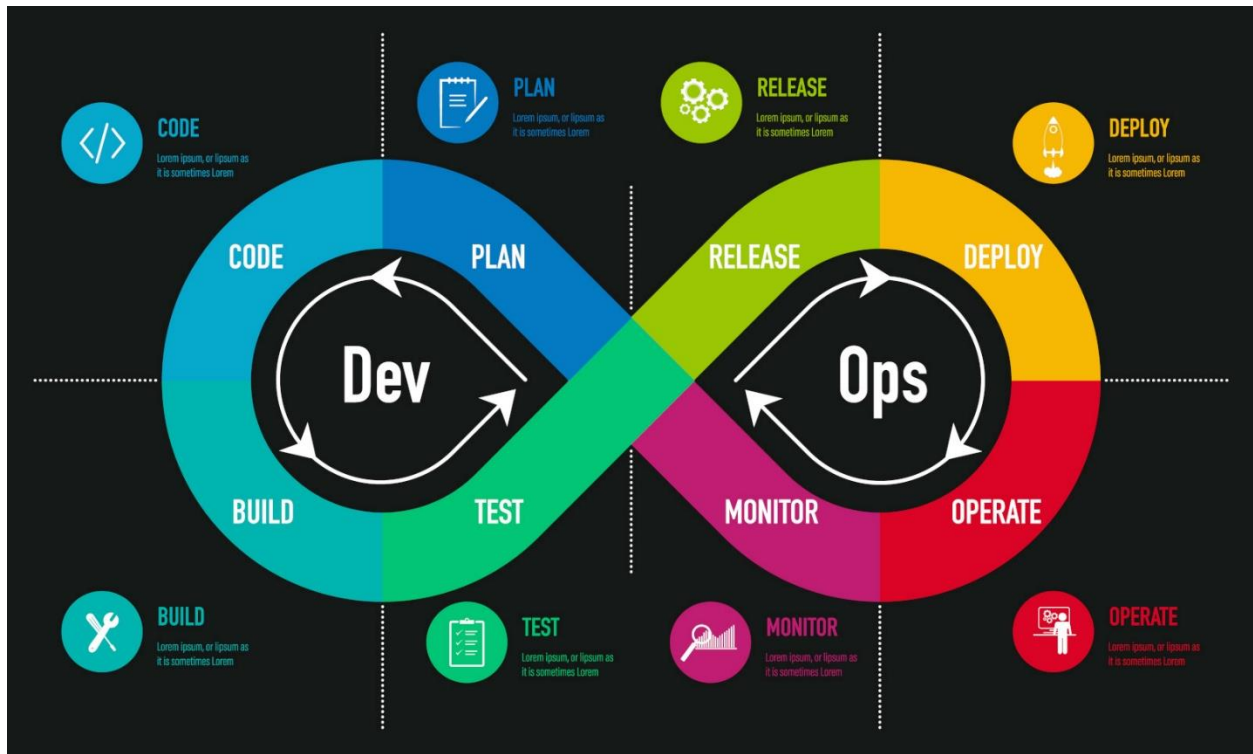 PLAN
Lorem ipsum, or lipsum as
it is sometimes Lorem
RELEASE
Lorem ipsum, or lipsum as
it is sometimes Lorem
CODE
Lorem ipsum, or lipsum as
it is sometimes Lorem
DEPLOY
Lorem ipsum, or lipsum as
it is sometimes Lorem
CODE
PLAN
RELEASE
DEPLOY
Dev
Ops
BUILD
TEST
MONITOR
OPERATE
BUILD
Lorem ipsum, or lipsum as
it is sometimes Lorem
TEST
Lorem ipsum, or lipsum as
it is sometimes Lorem
MONITOR
Lorem ipsum, or lipsum as
it is sometimes Lorem
OPERATE
Lorem ipsum, or lipsum as
it is sometimes Lorem